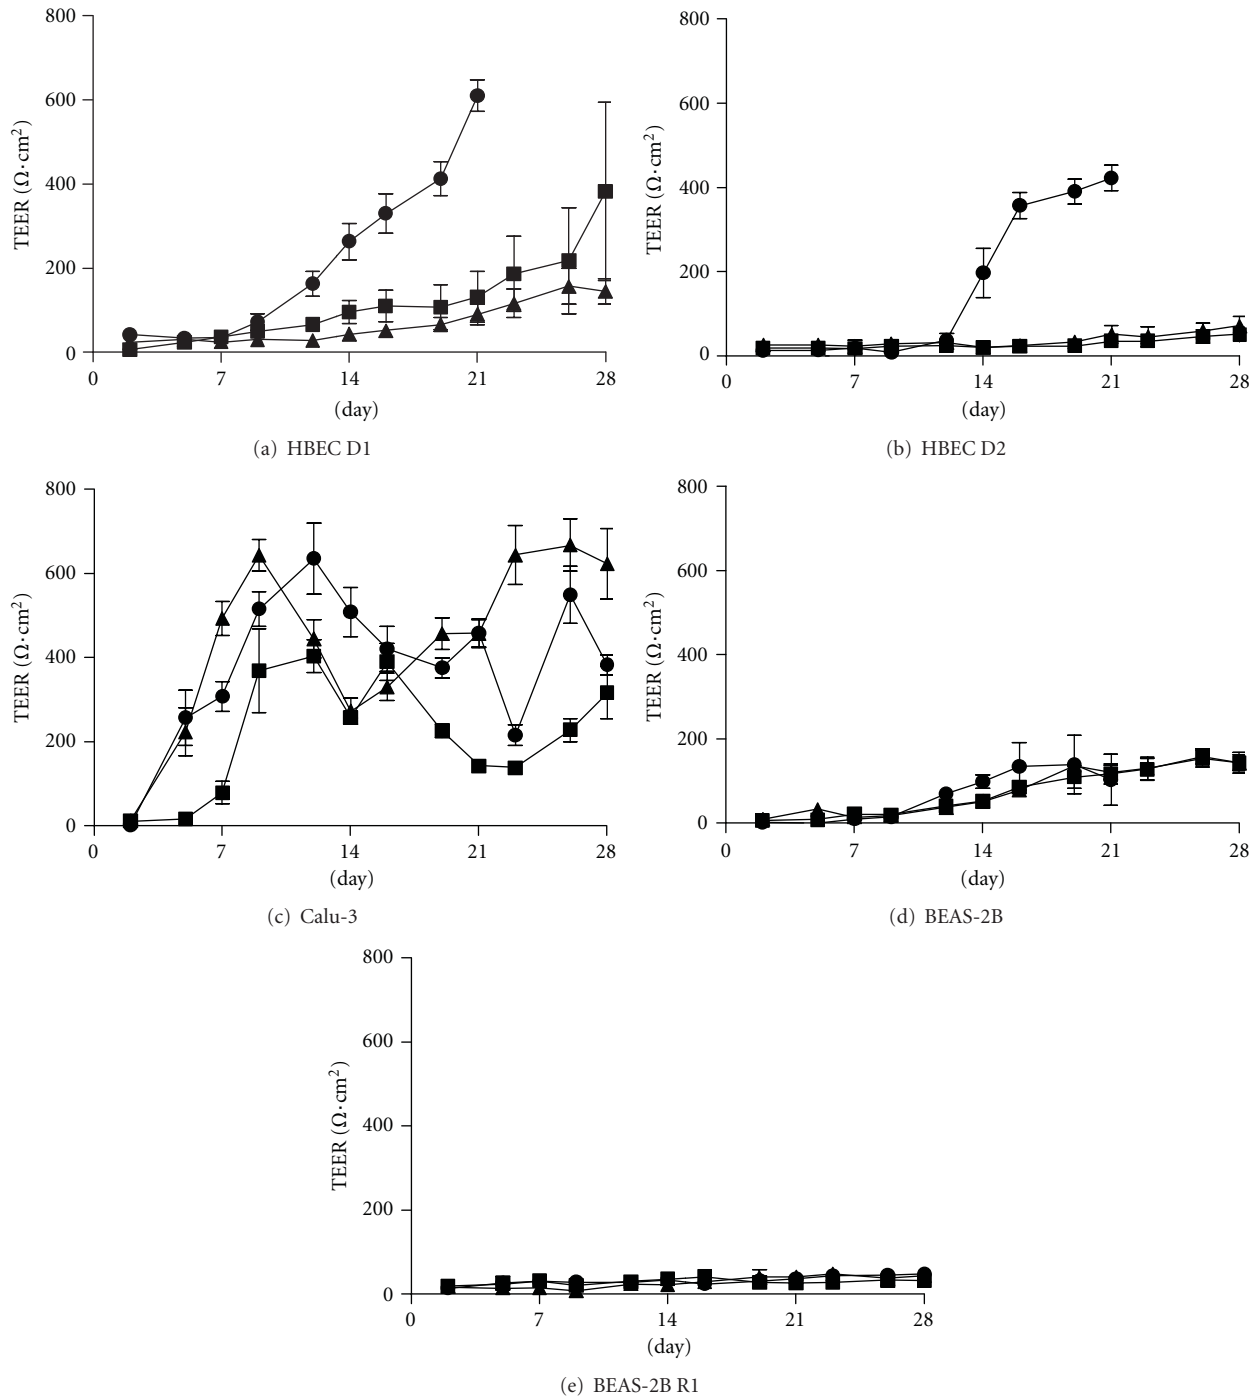 800
600
400
200
0
TEER (Ω·cm²)
0 7 14 21 28
(day)
(a) HBEC D1
800
600
400
200
0
TEER (Ω·cm²)
0 7 14 21 28
(day)
(b) HBEC D2
800
600
400
200
0
TEER (Ω·cm²)
0 7 14 21 28
(day)
(c) Calu-3
800
600
400
200
0
TEER (Ω·cm²)
0 7 14 21 28
(day)
(d) BEAS-2B
800
600
400
200
0
TEER (Ω·cm²)
0 7 14 21 28
(day)
(e) BEAS-2B R1